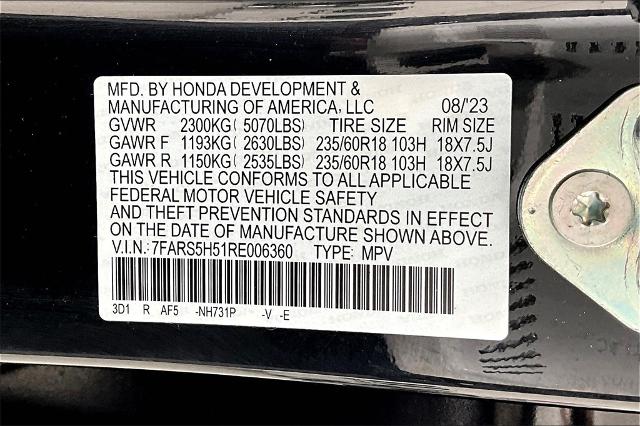 MFD. BY HONDA DEVELOPMENT &
MANUFACTURING OF AMERICA, LLC 08/'23
GVWR 2300KG( 5070LBS) TIRE SIZE RIM SIZE
GAWR F 1193KG( 2630LBS) 235/60R18 103H 18X7.5J
GAWR R 1150KG( 2535LBS) 235/60R18 103H 18X7.5J
THIS VEHICLE CONFORMS TO ALL APPLICABLE
FEDERAL MOTOR VEHICLE SAFETY
AND THEFT PREVENTION STANDARDS IN EFFECT
ON THE DATE OF MANUFACTURE SHOWN ABOVE.
V.I.N.: 7FARS5H51RE006360 TYPE: MPV
3D1 R AF5 -NH731P -V -E